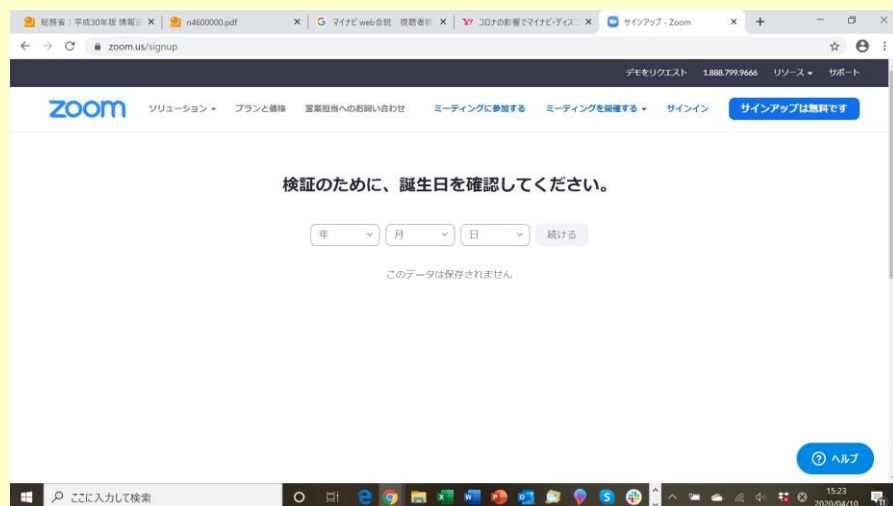 総務省｜平成30年版 情報
n4600000.pdf
マイナビ web合説 視聴者
コロナの影響でマイナビ・ディスコ
サインアップ - Zoom
zoom.us/signup
デモをリクエスト 1.888.799.9666 リソース サポート
zoom ソリューション プランと価格 営業担当へのお問い合わせ ミーティングに参加する ミーティングを開催する サインイン サインアップは無料です
検証のために、誕生日を確認してください。
年 月 日 続ける
このデータは保存されません
ヘルプ
ここに入力して検索
15:23
2020/04/10